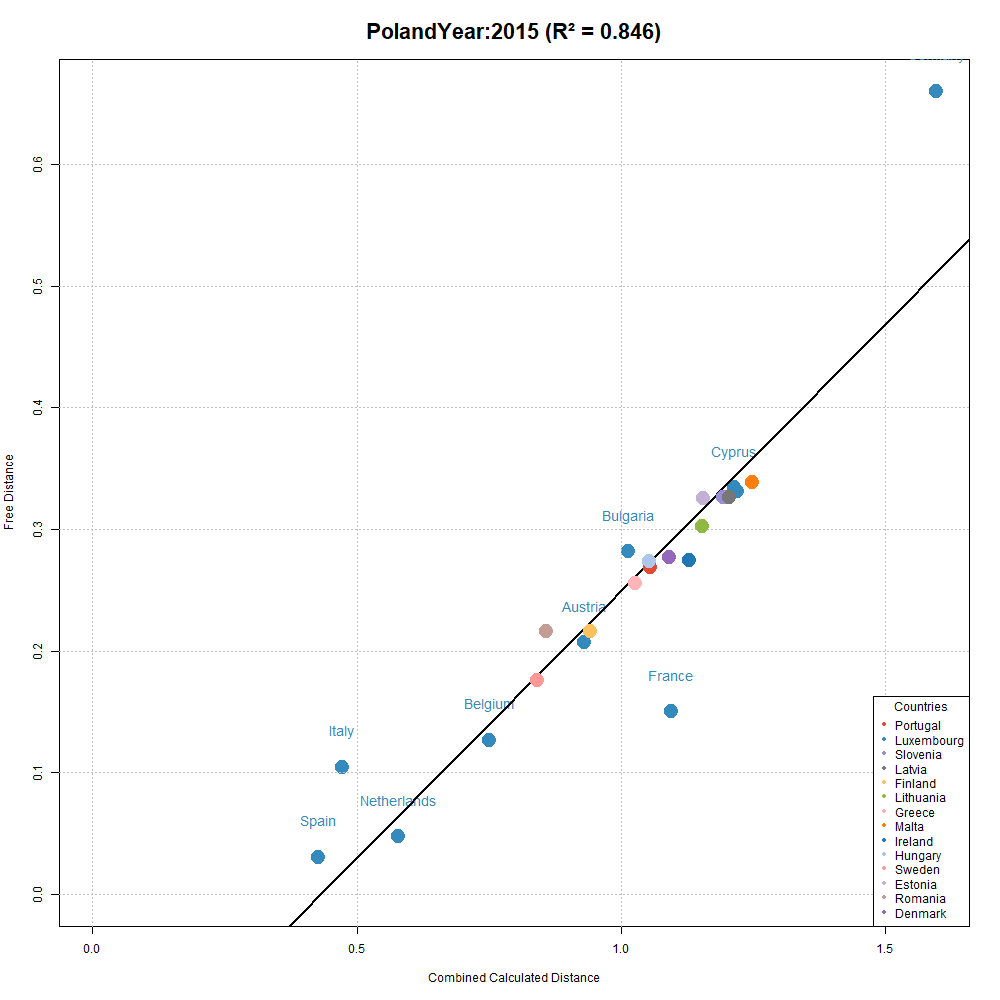 PolandYear:2015 (R² = 0.846)
Free Distance
0.6
0.5
0.4
0.3
0.2
0.1
0.0
Cyprus
Bulgaria
Austria
France
Belgium
Italy
Netherlands
Spain
Countries
Portugal
Luxembourg
Slovenia
Latvia
Finland
Lithuania
Greece
Malta
Ireland
Hungary
Sweden
Estonia
Romania
Denmark
0.0 0.5 1.0 1.5
Combined Calculated Distance